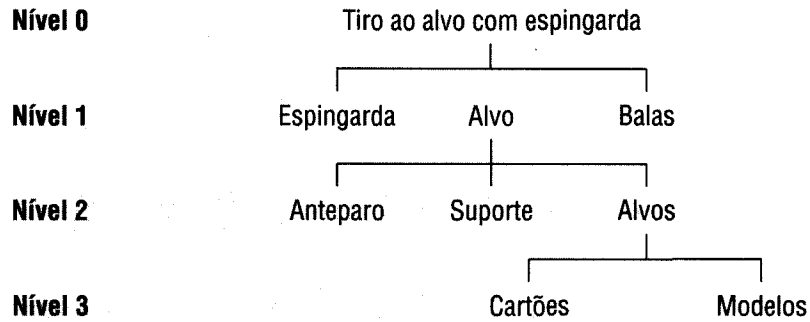 Nível 0 Tiro ao alvo com espingarda
Nível 1 Espingarda Alvo Balas
Nível 2 Anteparo Suporte Alvos
Nível 3 Cartões Modelos